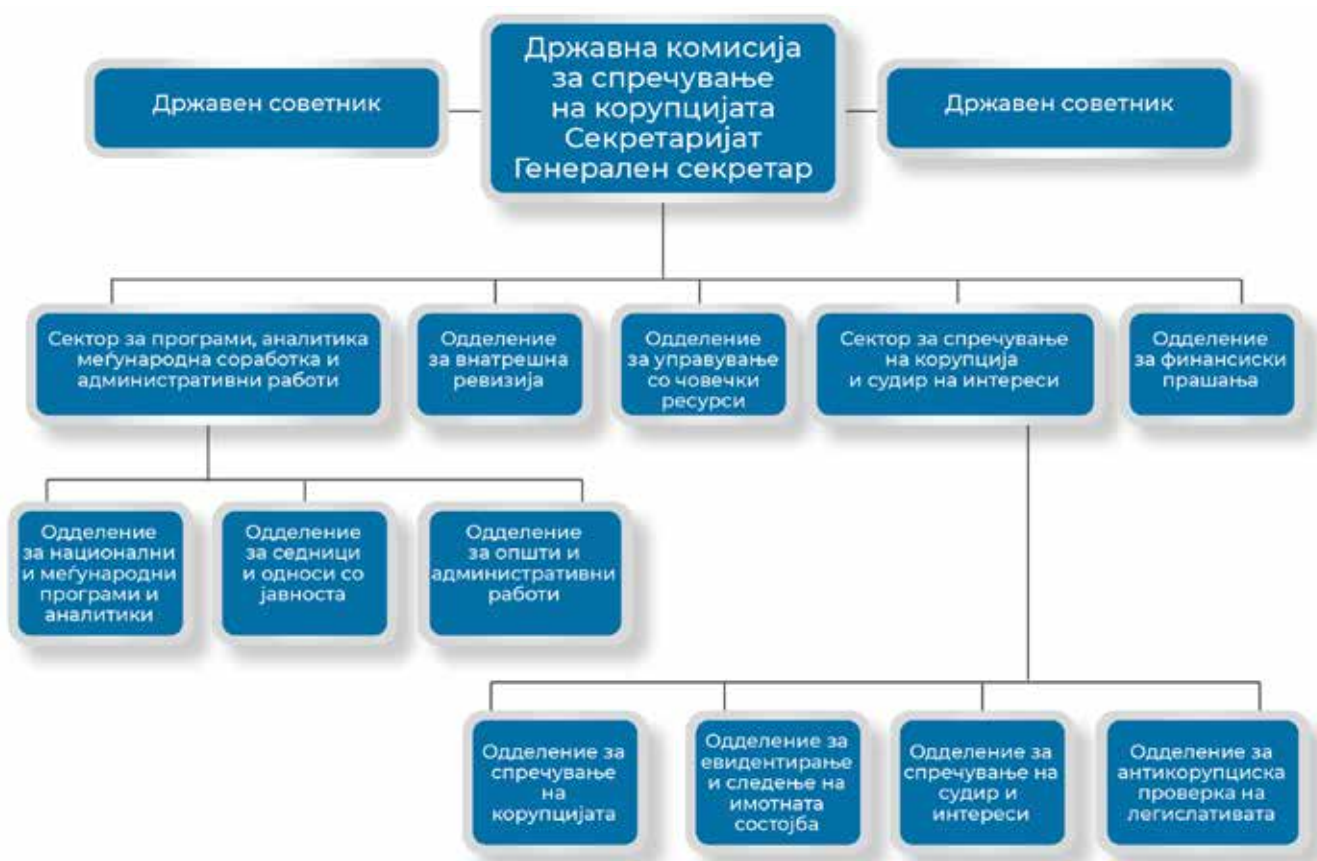 Државна комисија
за спречување
на корупцијата
Секретаријат
Генерален секретар
Државен советник
Државен советник
Сектор за програми, аналитика
меѓународна соработка и
административни работи
Одделение
за внатрешна
ревизија
Одделение
за управување
со човечки
ресурси
Сектор за спречување
на корупција
и судир на интереси
Одделение
за финансиски
прашања
Одделение
за национални
и меѓународни
програми и
аналитики
Одделение
за седници
и односи со
јавноста
Одделение
за општи и
административни
работи
Одделение за
спречување
на
корупцијата
Одделение за
евидентирање
и следење на
имотната
состојба
Одделение за
спречување на
судир и
интереси
Одделение за
антикорупциска
проверка на
легислативата